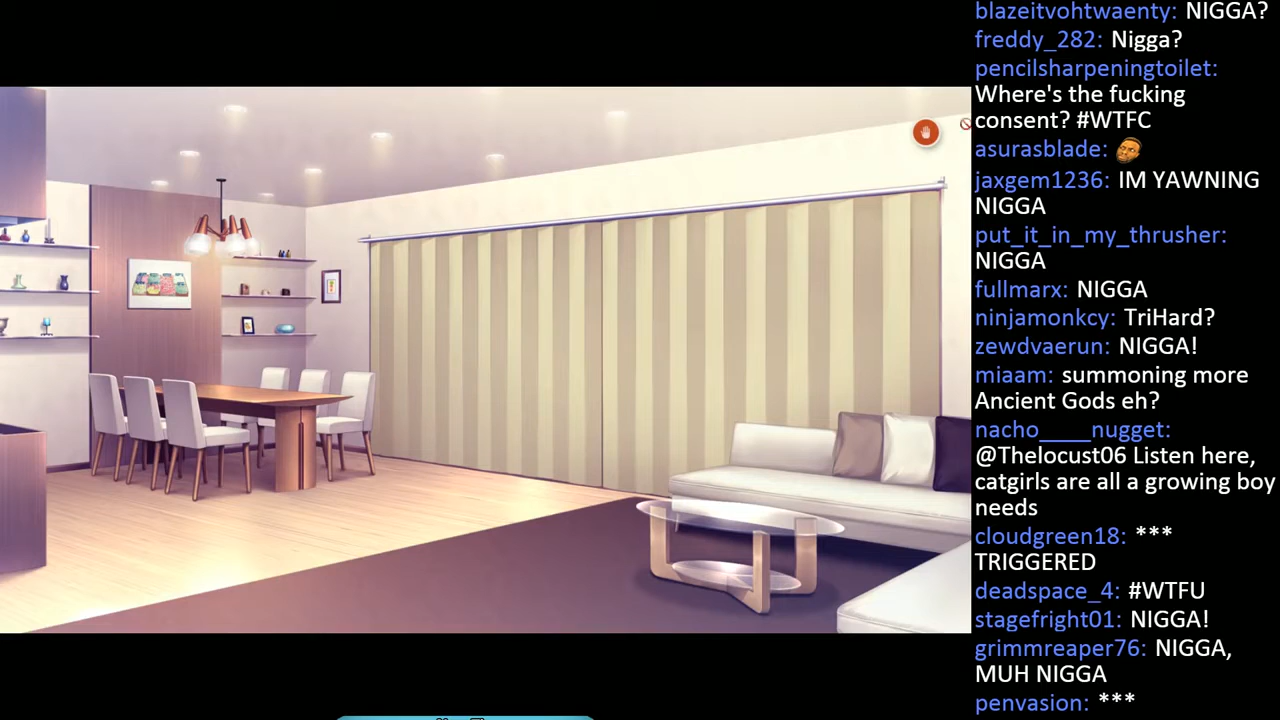 blazeitvohtwaenty: NIGGA?
freddy_282: Nigga?
pencilsharpeningtoilet:
Where's the fucking
consent? #WTFC
asurasblade:
jaxgem1236: IM YAWNING
NIGGA
put_it_in_my_thrusher:
NIGGA
fullmarx: NIGGA
ninjamonkcy: TriHard?
zewdvaerun: NIGGA!
miaam: summoning more
Ancient Gods eh?
nacho____nugget:
@Thelocust06 Listen here,
catgirls are all a growing boy
needs
cloudgreen18: ***
TRIGGERED
deadspace_4: #WTFU
stagefright01: NIGGA!
grimmreaper76: NIGGA,
MUH NIGGA
penvasion: ***